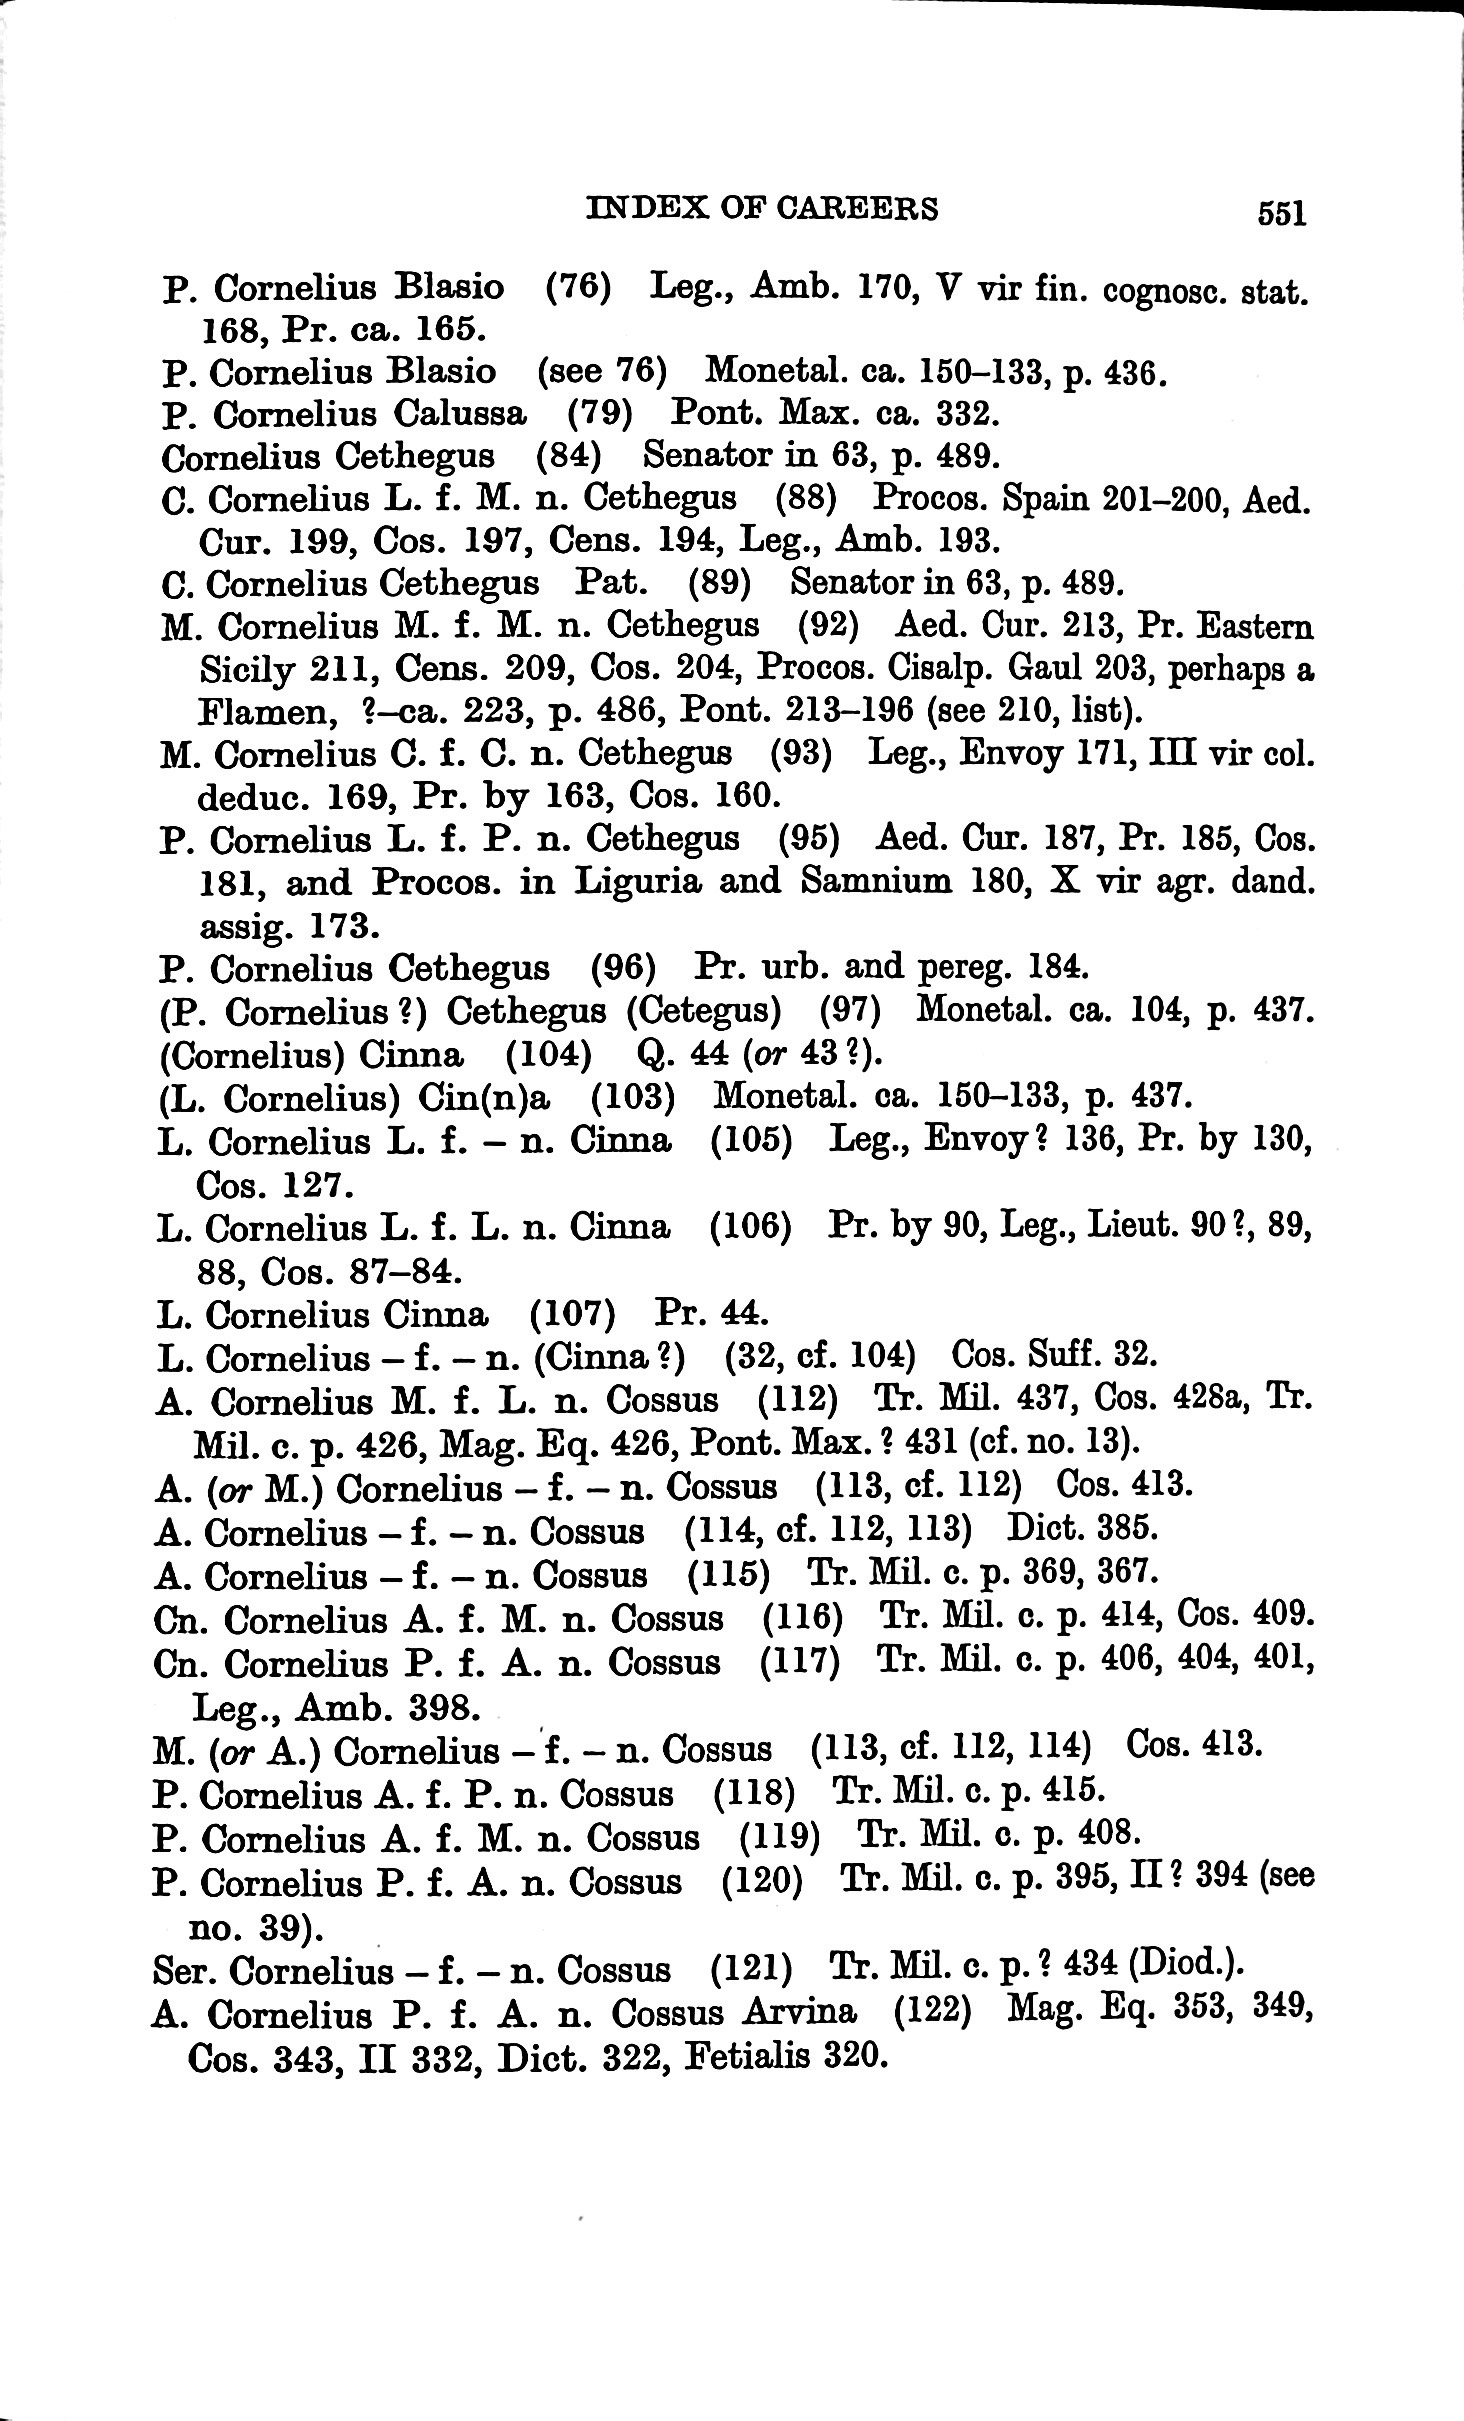 INDEX OF CAREERS 551
P. Cornelius Blasio (76) Leg., Amb. 170, V vir fin. cognosc. stat.
168, Pr. ca. 165.
P. Cornelius Blasio (see 76) Monetal. ca. 150–133, p. 436.
P. Cornelius Calussa (79) Pont. Max. ca. 332.
Cornelius Cethegus (84) Senator in 63, p. 489.
C. Cornelius L. f. M. n. Cethegus (88) Procos. Spain 201–200, Aed.
Cur. 199, Cos. 197, Cens. 194, Leg., Amb. 193.
C. Cornelius Cethegus Pat. (89) Senator in 63, p. 489.
M. Cornelius M. f. M. n. Cethegus (92) Aed. Cur. 213, Pr. Eastern
Sicily 211, Cens. 209, Cos. 204, Procos. Cisalp. Gaul 203, perhaps a
Flamen, ?–ca. 223, p. 486, Pont. 213–196 (see 210, list).
M. Cornelius C. f. C. n. Cethegus (93) Leg., Envoy 171, III vir col.
deduc. 169, Pr. by 163, Cos. 160.
P. Cornelius L. f. P. n. Cethegus (95) Aed. Cur. 187, Pr. 185, Cos.
181, and Procos. in Liguria and Samnium 180, X vir agr. dand.
assig. 173.
P. Cornelius Cethegus (96) Pr. urb. and pereg. 184.
(P. Cornelius?) Cethegus (Cetegus) (97) Monetal. ca. 104, p. 437.
(Cornelius) Cinna (104) Q. 44 (or 43?).
(L. Cornelius) Cin(n)a (103) Monetal. ca. 150–133, p. 437.
L. Cornelius L. f. – n. Cinna (105) Leg., Envoy? 136, Pr. by 130,
Cos. 127.
L. Cornelius L. f. L. n. Cinna (106) Pr. by 90, Leg., Lieut. 90?, 89,
88, Cos. 87–84.
L. Cornelius Cinna (107) Pr. 44.
L. Cornelius – f. – n. (Cinna?) (32, cf. 104) Cos. Suff. 32.
A. Cornelius M. f. L. n. Cossus (112) Tr. Mil. 437, Cos. 428a, Tr.
Mil. c. p. 426, Mag. Eq. 426, Pont. Max.? 431 (cf. no. 13).
A. (or M.) Cornelius – f. – n. Cossus (113, cf. 112) Cos. 413.
A. Cornelius – f. – n. Cossus (114, cf. 112, 113) Dict. 385.
A. Cornelius – f. – n. Cossus (115) Tr. Mil. c. p. 369, 367.
Cn. Cornelius A. f. M. n. Cossus (116) Tr. Mil. c. p. 414, Cos. 409.
Cn. Cornelius P. f. A. n. Cossus (117) Tr. Mil. c. p. 406, 404, 401,
Leg., Amb. 398.
M. (or A.) Cornelius – f. – n. Cossus (113, cf. 112, 114) Cos. 413.
P. Cornelius A. f. P. n. Cossus (118) Tr. Mil. c. p. 415.
P. Cornelius A. f. M. n. Cossus (119) Tr. Mil. c. p. 408.
P. Cornelius P. f. A. n. Cossus (120) Tr. Mil. c. p. 395, II? 394 (see
no. 39).
Ser. Cornelius – f. – n. Cossus (121) Tr. Mil. c. p.? 434 (Diod.).
A. Cornelius P. f. A. n. Cossus Arvina (122) Mag. Eq. 353, 349,
Cos. 343, II 332, Dict. 322, Fetialis 320.